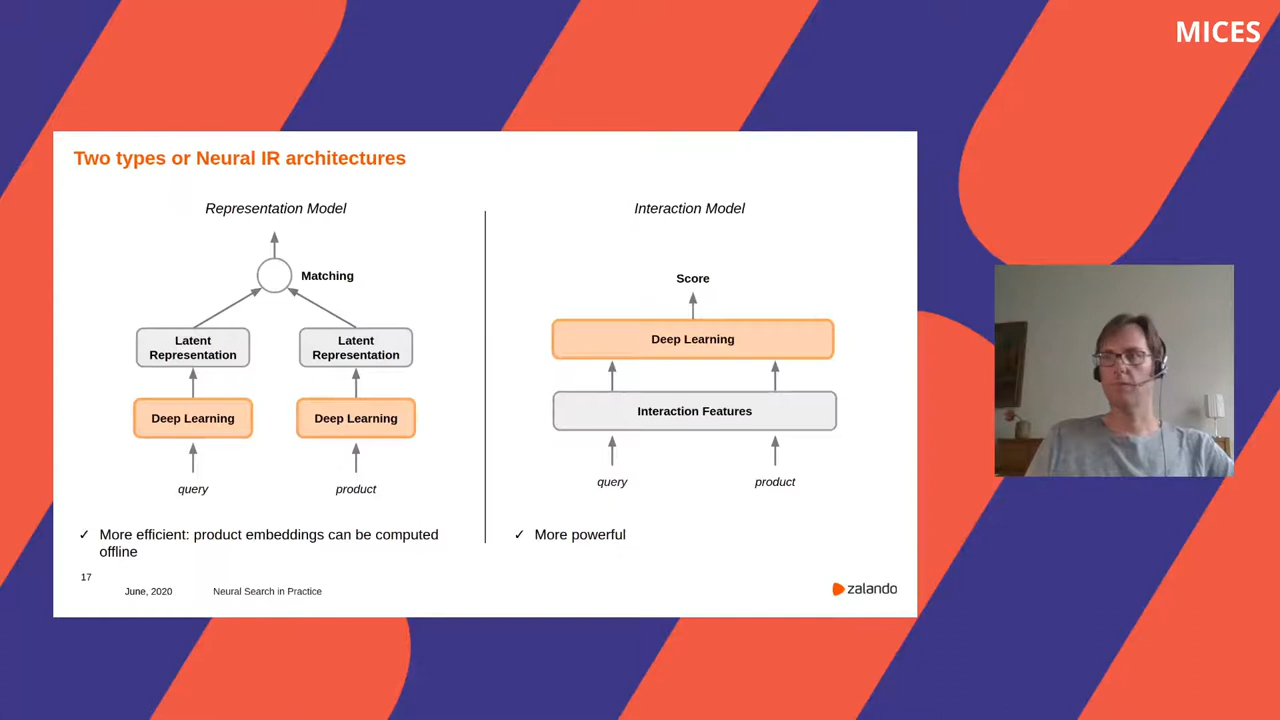 MICES
Two types or Neural IR architectures
Representation Model
Matching
Latent
Representation
Latent
Representation
Deep Learning
Deep Learning
query
product
✓ More efficient: product embeddings can be computed
offline
Interaction Model
Score
Deep Learning
Interaction Features
query
product
✓ More powerful
17
June, 2020
Neural Search in Practice
zalando